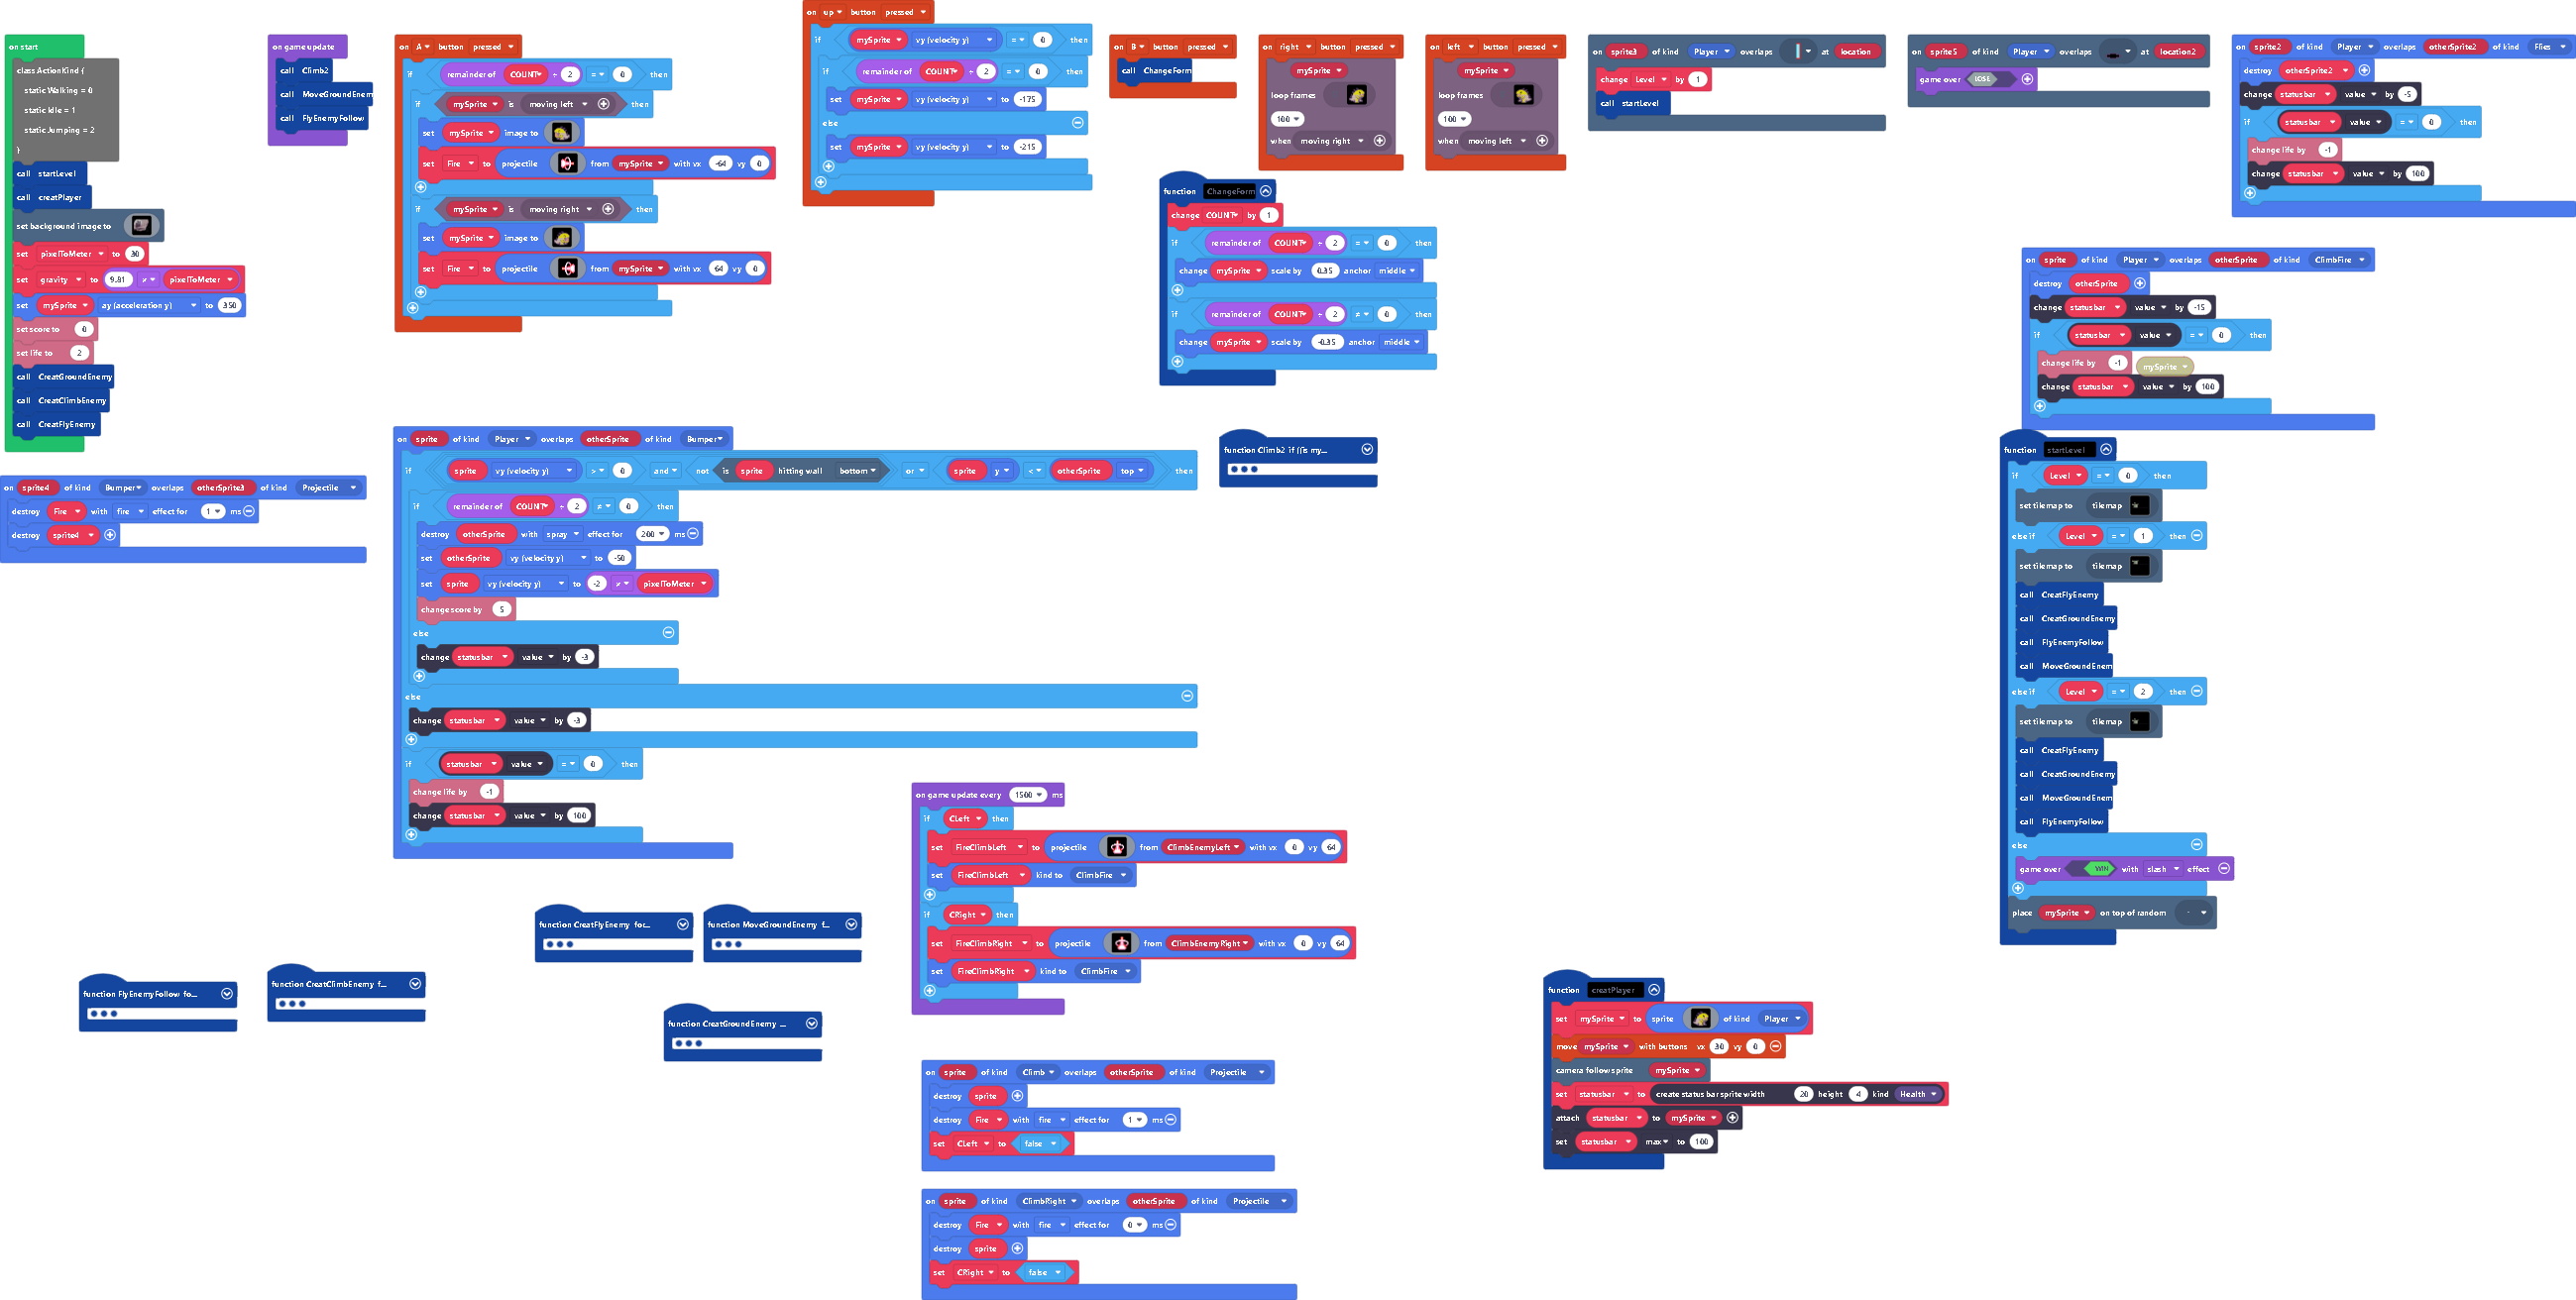 on start
class ActionKind {
static Walking = 0
static Idle = 1
static Jumping = 2
}
call startLevel
call creatPlayer
set background image to
set pixelToMeter to 30
set gravity to 9.81 × pixelToMeter
set mySprite ay (acceleration y) to 350
set score to 0
set life to 2
call CreatGroundEnemy
call CreatClimbEnemy
call CreatFlyEnemy
on game update
call Climb2
call MoveGroundEnem
call FlyEnemyFollow
on A button pressed
if remainder of COUNT ÷ 2 = 0 then
if mySprite is moving left then
set mySprite image to
set Fire to projectile from mySprite with vx -64 vy 0
if mySprite is moving right then
set mySprite image to
set Fire to projectile from mySprite with vx 64 vy 0
on up button pressed
if mySprite vy (velocity y) = 0 then
if remainder of COUNT ÷ 2 = 0 then
set mySprite vy (velocity y) to -175
else
set mySprite vy (velocity y) to -215
on B button pressed
call ChangeForm
on right button pressed
mySprite
loop frames
100
when moving right
on left button pressed
mySprite
loop frames
100
when moving left
on sprite3 of kind Player overlaps at location
change Level by 1
call startLevel
on sprite5 of kind Player overlaps at location2
game over LOSE
on sprite2 of kind Player overlaps otherSprite2 of kind Flies
destroy otherSprite2
change statusbar value by -5
if statusbar value = 0 then
change life by -1
change statusbar value by 100
function ChangeForm
change COUNT by 1
if remainder of COUNT ÷ 2 = 0 then
change mySprite scale by 0.35 anchor middle
if remainder of COUNT ÷ 2 ≠ 0 then
change mySprite scale by -0.35 anchor middle
on sprite of kind Player overlaps otherSprite of kind ClimbFire
destroy otherSprite
change statusbar value by -15
if statusbar value = 0 then
change life by -1
mySprite
change statusbar value by 100
on sprite4 of kind Bumper overlaps otherSprite3 of kind Projectile
destroy Fire with fire effect for 1 ms
destroy sprite4
on sprite of kind Player overlaps otherSprite of kind Bumper
if sprite vy (velocity y) > 0 and not is sprite hitting wall bottom or sprite y < otherSprite top then
if remainder of COUNT ÷ 2 ≠ 0 then
destroy otherSprite with spray effect for 200 ms
set otherSprite vy (velocity y) to -50
set sprite vy (velocity y) to -2 × pixelToMeter
change score by 5
else
change statusbar value by -3
else
change statusbar value by -3
if statusbar value = 0 then
change life by -1
change statusbar value by 100
function Climb2 if ((is my...
function startLevel
if Level = 0 then
set tilemap to tilemap
else if Level = 1 then
set tilemap to tilemap
call CreatFlyEnemy
call CreatGroundEnemy
call FlyEnemyFollow
call MoveGroundEnem
else if Level = 2 then
set tilemap to tilemap
call CreatFlyEnemy
call CreatGroundEnemy
call MoveGroundEnem
call FlyEnemyFollow
else
game over WIN with slash effect
place mySprite on top of random
on game update every 1500 ms
if CLeft then
set FireClimbLeft to projectile from ClimbEnemyLeft with vx 0 vy 64
set FireClimbLeft kind to ClimbFire
if CRight then
set FireClimbRight to projectile from ClimbEnemyRight with vx 0 vy 64
set FireClimbRight kind to ClimbFire
function CreatFlyEnemy for...
function MoveGroundEnemy f...
function FlyEnemyFollow fo...
function CreatClimbEnemy f...
function CreatGroundEnemy ...
function creatPlayer
set mySprite to sprite of kind Player
move mySprite with buttons vx 30 vy 0
camera follow sprite mySprite
set statusbar to create status bar sprite width 20 height 4 kind Health
attach statusbar to mySprite
set statusbar max to 100
on sprite of kind Climb overlaps otherSprite of kind Projectile
destroy sprite
destroy Fire with fire effect for 1 ms
set CLeft to false
on sprite of kind ClimbRight overlaps otherSprite of kind Projectile
destroy Fire with fire effect for 0 ms
destroy sprite
set CRight to false